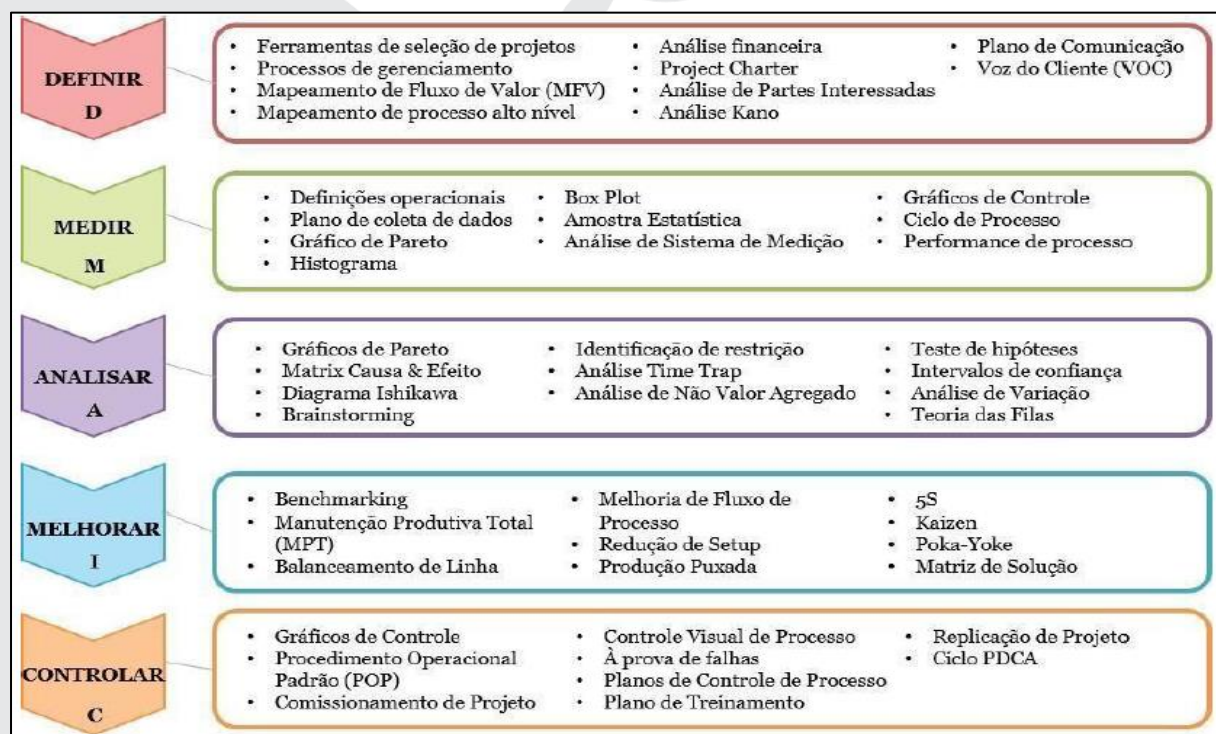 DEFINIR
D
• Ferramentas de seleção de projetos
• Processos de gerenciamento
• Mapeamento de Fluxo de Valor (MFV)
• Mapeamento de processo alto nível
• Análise financeira
• Project Charter
• Análise de Partes Interessadas
• Análise Kano
• Plano de Comunicação
• Voz do Cliente (VOC)
MEDIR
M
• Definições operacionais
• Plano de coleta de dados
• Gráfico de Pareto
• Histograma
• Box Plot
• Amostra Estatística
• Análise de Sistema de Medição
• Gráficos de Controle
• Ciclo de Processo
• Performance de processo
ANALISAR
A
• Gráficos de Pareto
• Matrix Causa & Efeito
• Diagrama Ishikawa
• Brainstorming
• Identificação de restrição
• Análise Time Trap
• Análise de Não Valor Agregado
• Teste de hipóteses
• Intervalos de confiança
• Análise de Variação
• Teoria das Filas
MELHORAR
I
• Benchmarking
• Manutenção Produtiva Total
(MPT)
• Balanceamento de Linha
• Melhoria de Fluxo de
Processo
• Redução de Setup
• Produção Puxada
• 5S
• Kaizen
• Poka-Yoke
• Matriz de Solução
CONTROLAR
C
• Gráficos de Controle
• Procedimento Operacional
Padrão (POP)
• Comissionamento de Projeto
• Controle Visual de Processo
• À prova de falhas
• Planos de Controle de Processo
• Plano de Treinamento
• Replicação de Projeto
• Ciclo PDCA